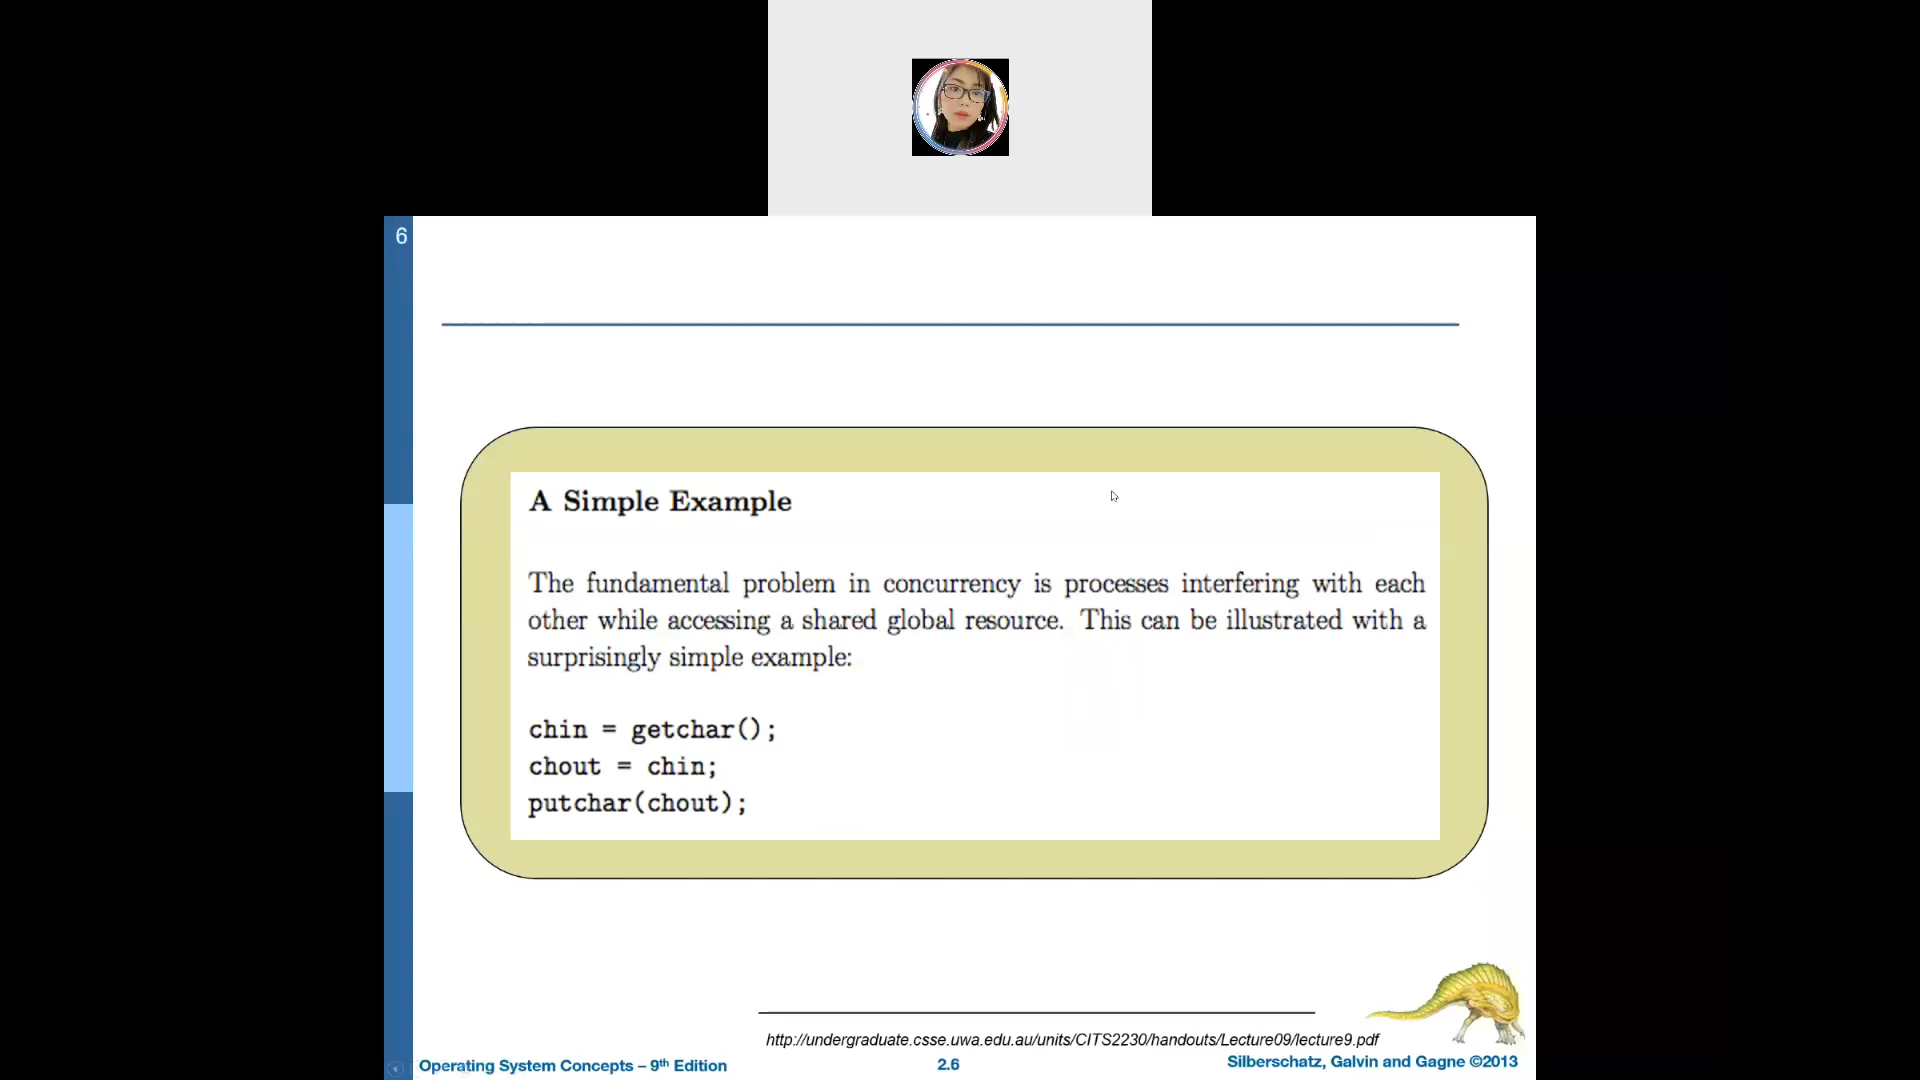 6
A Simple Example
The fundamental problem in concurrency is processes interfering with each
other while accessing a shared global resource. This can be illustrated with a
surprisingly simple example:
chin = getchar();
chout = chin;
putchar(chout);
http://undergraduate.csse.uwa.edu.au/units/CITS2230/handouts/Lecture09/lecture9.pdf
Operating System Concepts – 9th Edition
2.6
Silberschatz, Galvin and Gagne ©2013